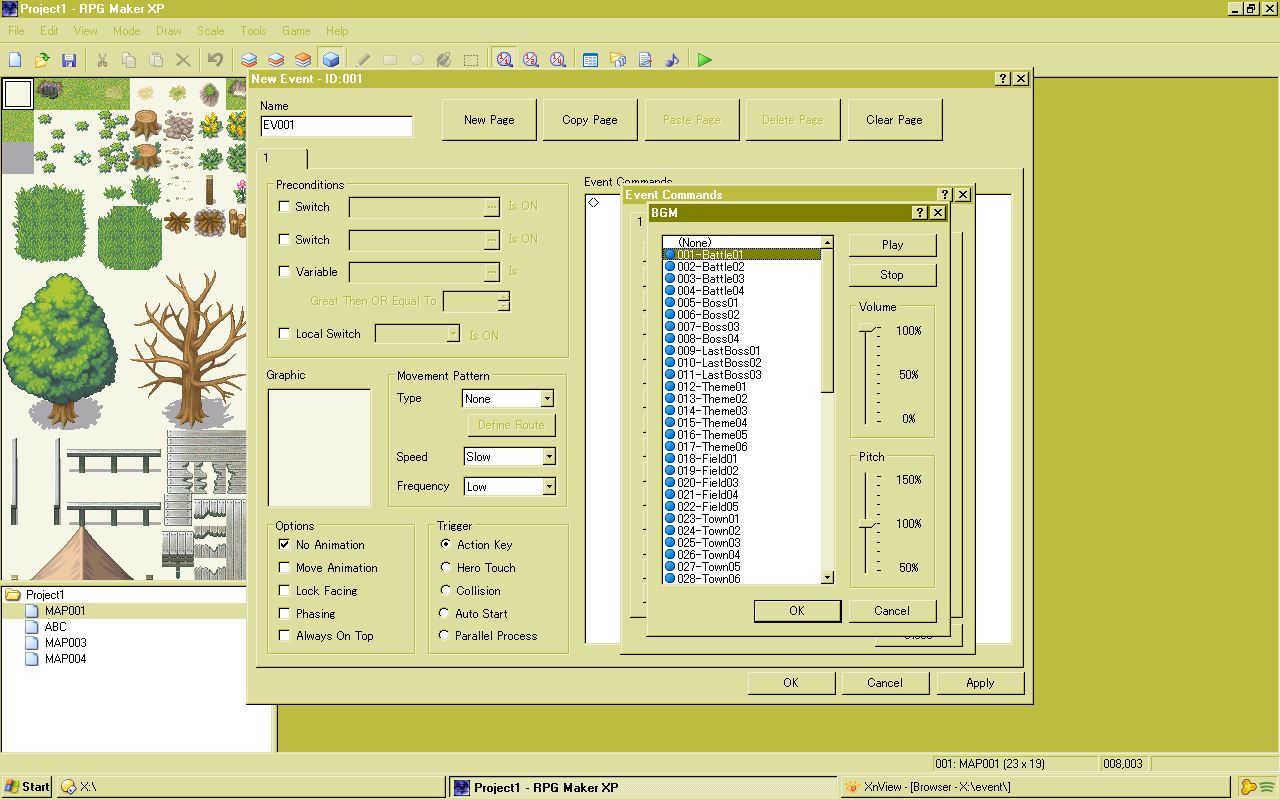 Project1 - RPG Maker XP
File Edit View Mode Draw Scale Tools Game Help
New Event - ID:001
Name
EV001
New Page
Copy Page
Paste Page
Delete Page
Clear Page
1
Preconditions
Switch ... Is ON
Switch ... Is ON
Variable ... Is
Great Then OR Equal To
Local Switch Is ON
Graphic
Movement Pattern
Type None
Define Route
Speed Slow
Frequency Low
Options
No Animation
Move Animation
Lock Facing
Phasing
Always On Top
Trigger
Action Key
Hero Touch
Collision
Auto Start
Parallel Process
Event Commands
<>
Event Commands
1
BGM
(None)
001-Battle01
002-Battle02
003-Battle03
004-Battle04
005-Boss01
006-Boss02
007-Boss03
008-Boss04
009-LastBoss01
010-LastBoss02
011-LastBoss03
012-Theme01
013-Theme02
014-Theme03
015-Theme04
016-Theme05
017-Theme06
018-Field01
019-Field02
020-Field03
021-Field04
022-Field05
023-Town01
024-Town02
025-Town03
026-Town04
027-Town05
028-Town06
Play
Stop
Volume
100%
50%
0%
Pitch
150%
100%
50%
OK
Cancel
Close
OK
Cancel
Apply
Project1
MAP001
ABC
MAP003
MAP004
001: MAP001 (23 x 19)
008,003
Start
X:\
Project1 - RPG Maker XP
XnView - [Browser - X:\event\]